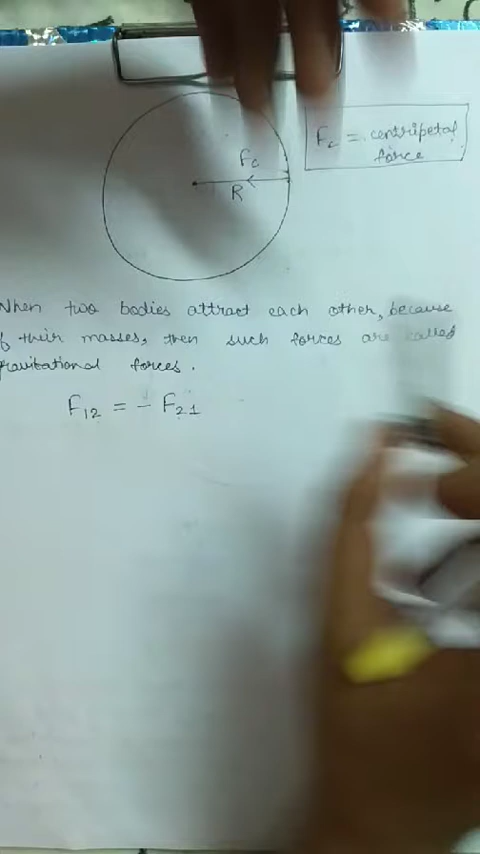 Fc = centripetal
force
Fc
R
When two bodies attract each other, because
f their masses, then such forces are called
gravitational forces.
F12 = - F21